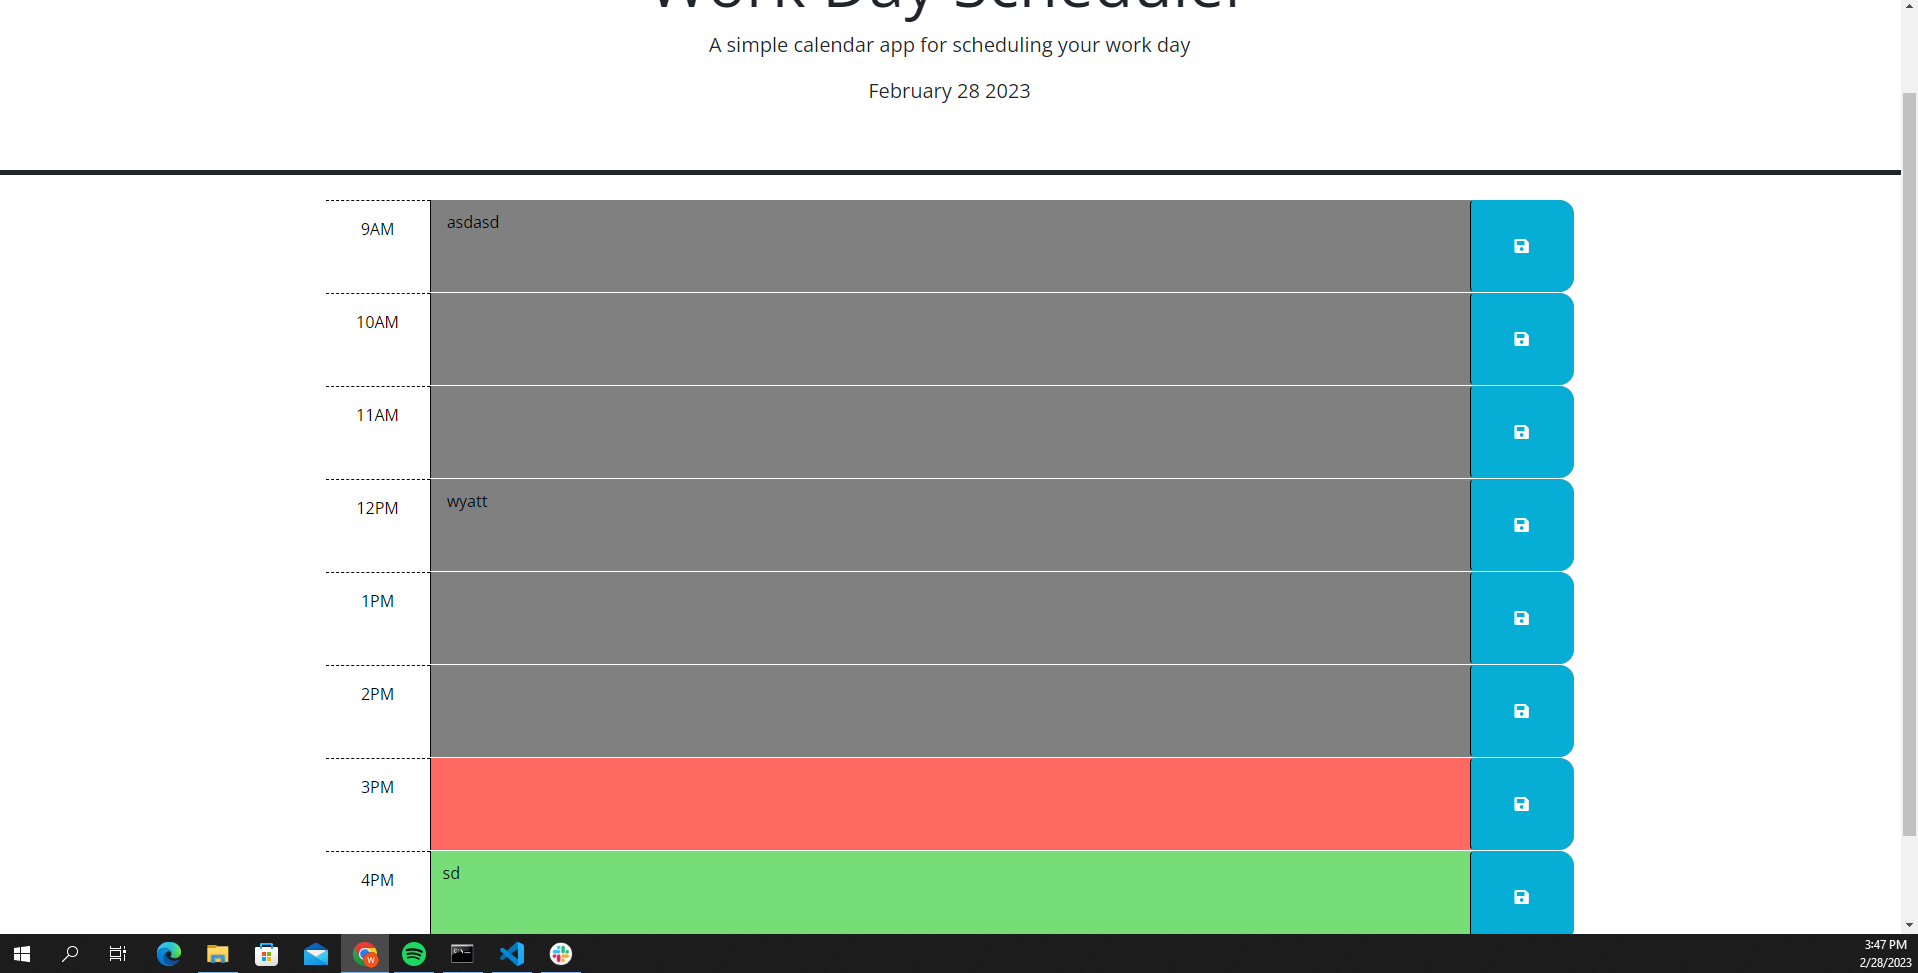 Work Day Scheduler
A simple calendar app for scheduling your work day
February 28 2023
9AM
asdasd
10AM
11AM
12PM
wyatt
1PM
2PM
3PM
4PM
sd
W
3:47 PM
2/28/2023